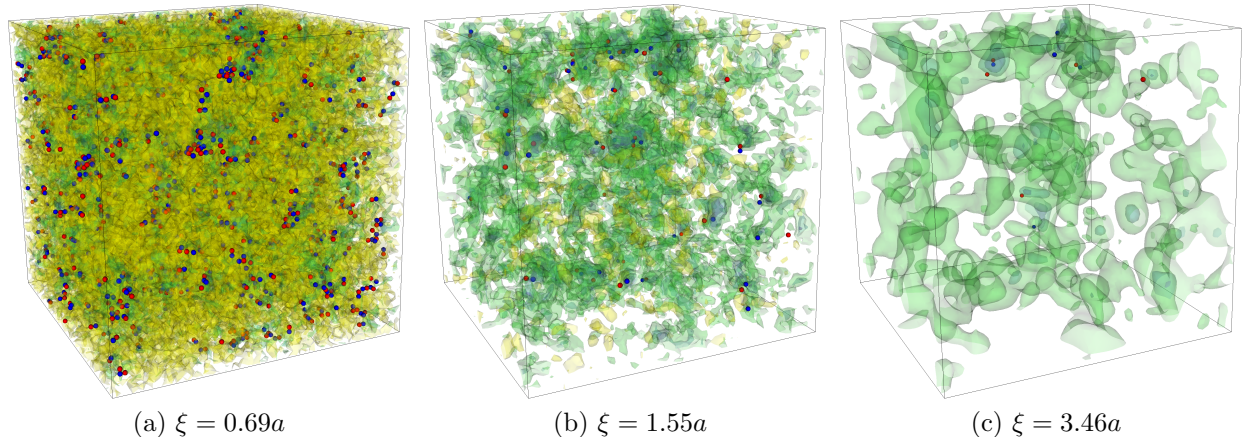 (a) ξ = 0.69a
(b) ξ = 1.55a
(c) ξ = 3.46a